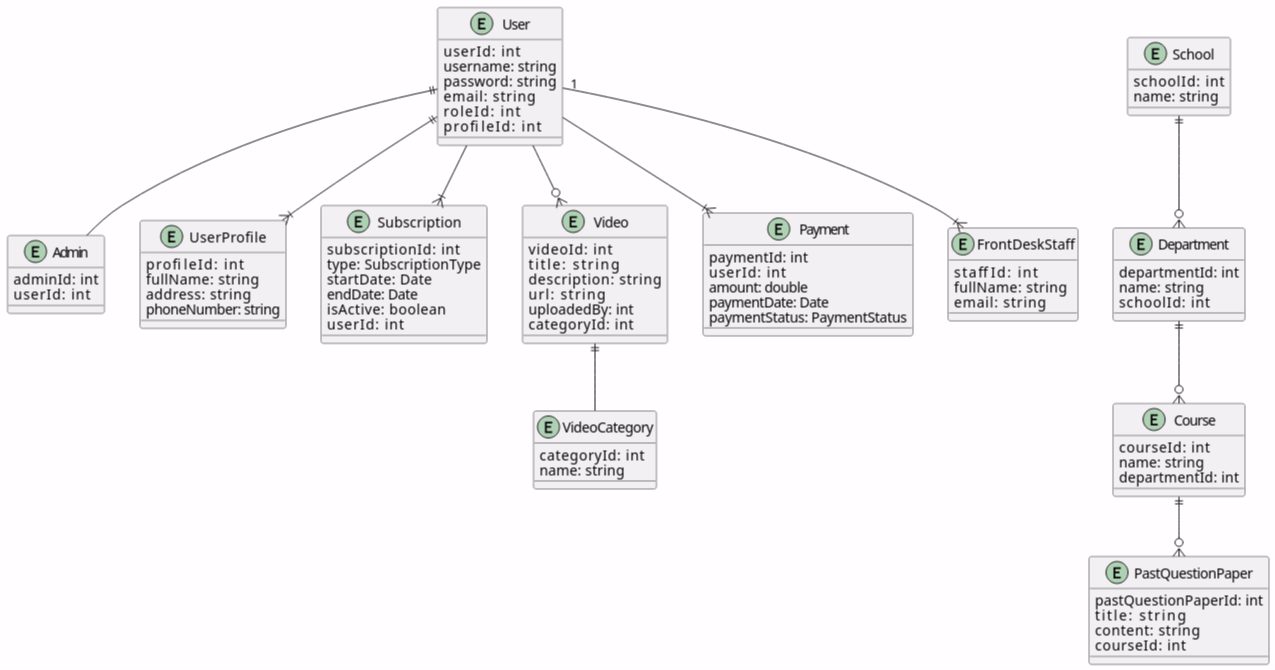 E User
userId: int
username: string
password: string
email: string
roleId: int
profileId: int
1
E School
schoolId: int
name: string
E Admin
adminId: int
userId: int
E UserProfile
profileId: int
fullName: string
address: string
phoneNumber: string
E Subscription
subscriptionId: int
type: SubscriptionType
startDate: Date
endDate: Date
isActive: boolean
userId: int
E Video
videoId: int
title: string
description: string
url: string
uploadedBy: int
categoryId: int
E Payment
paymentId: int
userId: int
amount: double
paymentDate: Date
paymentStatus: PaymentStatus
E FrontDeskStaff
staffId: int
fullName: string
email: string
E Department
departmentId: int
name: string
schoolId: int
E VideoCategory
categoryId: int
name: string
E Course
courseId: int
name: string
departmentId: int
E PastQuestionPaper
pastQuestionPaperId: int
title: string
content: string
courseId: int